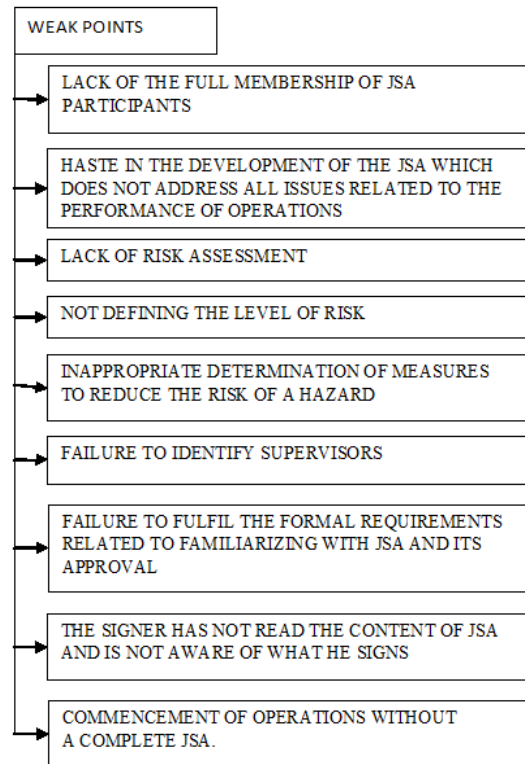 WEAK POINTS
LACK OF THE FULL MEMBERSHIP OF JSA
PARTICIPANTS
HASTE IN THE DEVELOPMENT OF THE JSA WHICH
DOES NOT ADDRESS ALL ISSUES RELATED TO THE
PERFORMANCE OF OPERATIONS
LACK OF RISK ASSESSMENT
NOT DEFINING THE LEVEL OF RISK
INAPPROPRIATE DETERMINATION OF MEASURES
TO REDUCE THE RISK OF A HAZARD
FAILURE TO IDENTIFY SUPERVISORS
FAILURE TO FULFIL THE FORMAL REQUIREMENTS
RELATED TO FAMILIARIZING WITH JSA AND ITS
APPROVAL
THE SIGNER HAS NOT READ THE CONTENT OF JSA
AND IS NOT AWARE OF WHAT HE SIGNS
COMMENCEMENT OF OPERATIONS WITHOUT
A COMPLETE JSA.